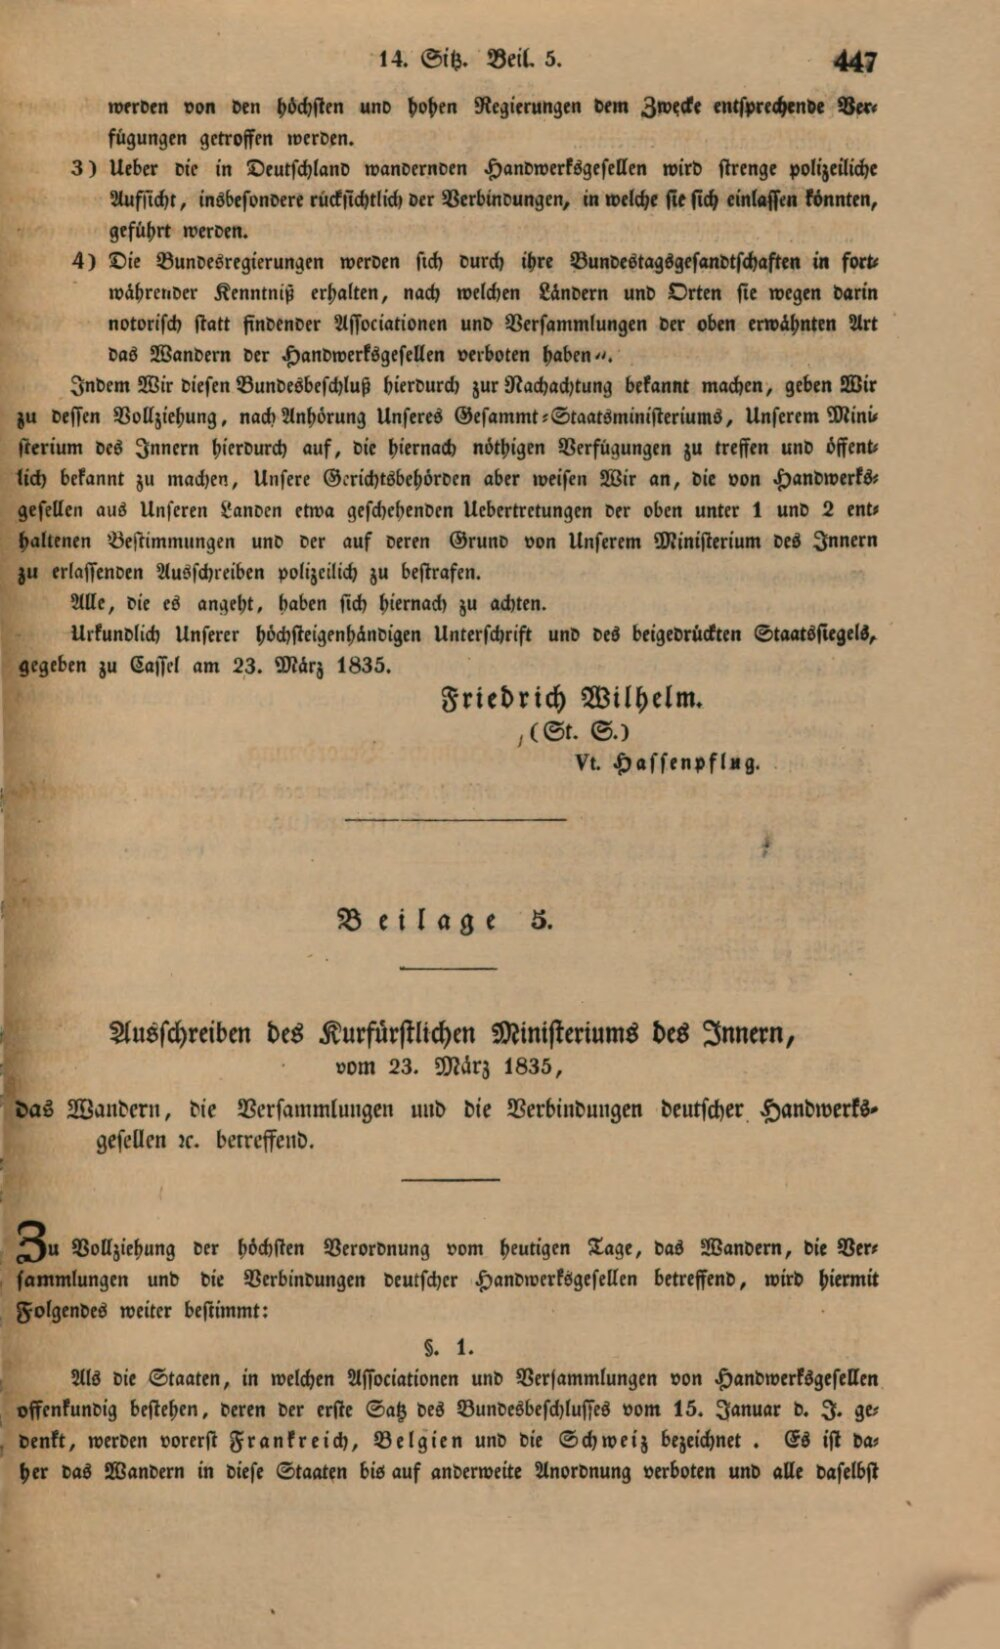 14. Sitz. Beil. 5. 447
werden von den höchsten und hohen Regierungen dem Zwecke entsprechende Ver⸗
fügungen getroffen werden.
3) Ueber die in Deutschland wandernden Handwerksgesellen wird strenge polizeiliche
Aufsicht, insbesondere rücksichtlich der Verbindungen, in welche sie sich einlassen könnten,
geführt werden.
4) Die Bundesregierungen werden sich durch ihre Bundestagsgesandtschaften in fort⸗
währender Kenntniß erhalten, nach welchen Ländern und Orten sie wegen darin
notorisch statt findender Associationen und Versammlungen der oben erwähnten Art
das Wandern der Handwerksgesellen verboten haben“.
Indem Wir diesen Bundesbeschluß hierdurch zur Nachachtung bekannt machen, geben Wir
zu dessen Vollziehung, nach Anhörung Unseres Gesammt⸗Staatsministeriums, Unserem Mini⸗
sterium des Innern hierdurch auf, die hiernach nöthigen Verfügungen zu treffen und öffent⸗
lich bekannt zu machen, Unsere Gerichtsbehörden aber weisen Wir an, die von Handwerks⸗
gesellen aus Unseren Landen etwa geschehenden Uebertretungen der oben unter 1 und 2 ent⸗
haltenen Bestimmungen und der auf deren Grund von Unserem Ministerium des Innern
zu erlassenden Ausschreiben polizeilich zu bestrafen.
Alle, die es angeht, haben sich hiernach zu achten.
Urkundlich Unserer höchsteigenhändigen Unterschrift und des beigedrückten Staatssiegels,
gegeben zu Cassel am 23. März 1835.
Friedrich Wilhelm.
(St. S.)
Vt. Hassenpflug.
Beilage 5.
Ausschreiben des Kurfürstlichen Ministeriums des Innern,
vom 23. März 1835,
das Wandern, die Versammlungen und die Verbindungen deutscher Handwerks⸗
gesellen ꝛc. betreffend.
Zu Vollziehung der höchsten Verordnung vom heutigen Tage, das Wandern, die Ver⸗
sammlungen und die Verbindungen deutscher Handwerksgesellen betreffend, wird hiermit
Folgendes weiter bestimmt:
§. 1.
Als die Staaten, in welchen Associationen und Versammlungen von Handwerksgesellen
offenkundig bestehen, deren der erste Satz des Bundesbeschlusses vom 15. Januar d. J. ge⸗
denkt, werden vorerst Frankreich, Belgien und die Schweiz bezeichnet. Es ist da⸗
her das Wandern in diese Staaten bis auf anderweite Anordnung verboten und alle daselbst